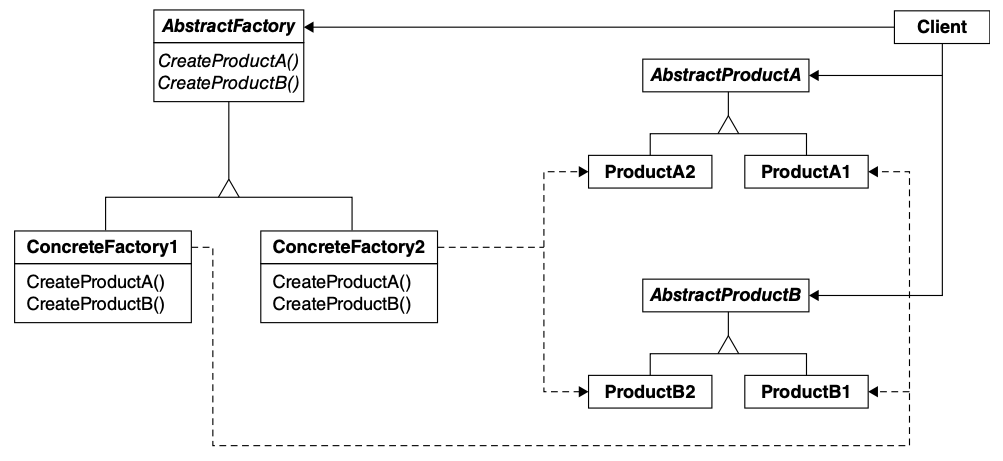 AbstractFactory
CreateProductA()
CreateProductB()
Client
AbstractProductA
ProductA2
ProductA1
ConcreteFactory1
CreateProductA()
CreateProductB()
ConcreteFactory2
CreateProductA()
CreateProductB()
AbstractProductB
ProductB2
ProductB1